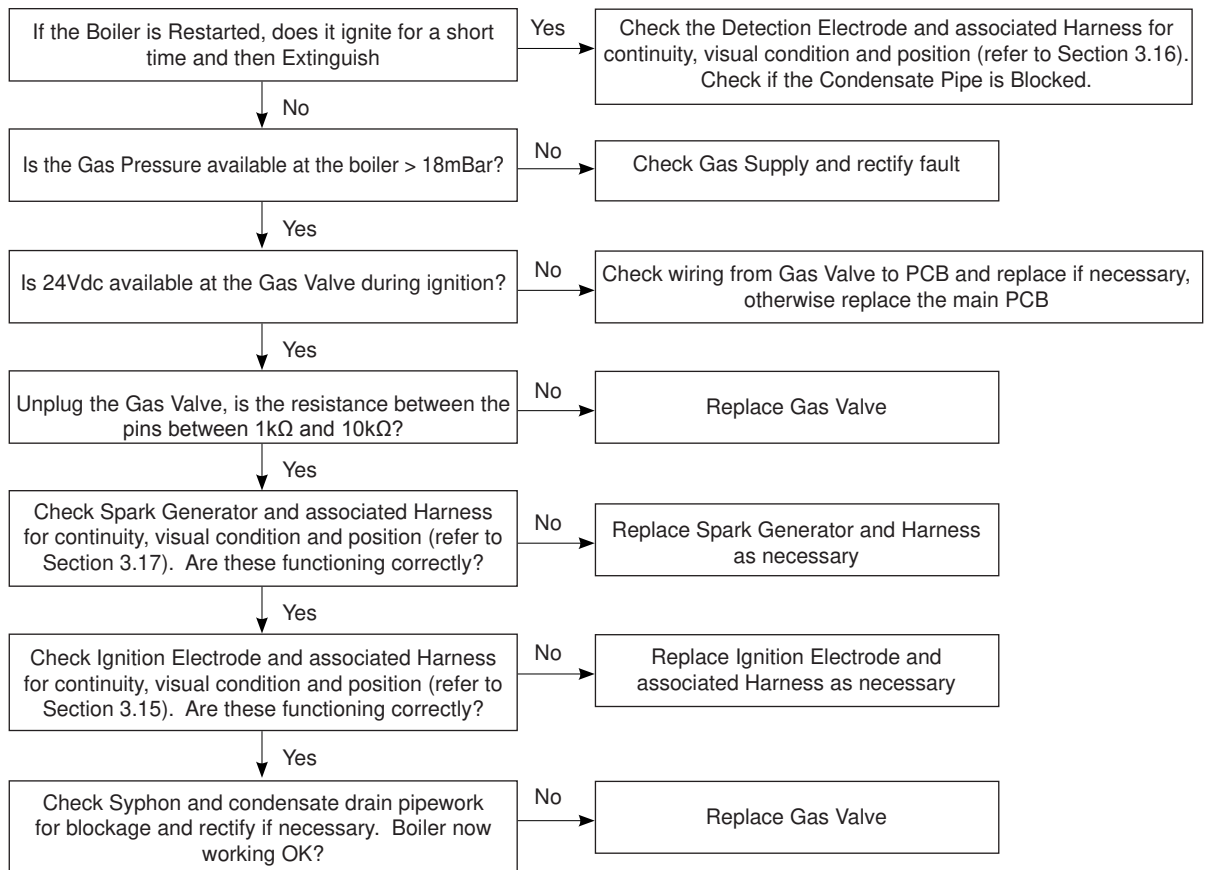 If the Boiler is Restarted, does it ignite for a short
time and then Extinguish
Yes
Check the Detection Electrode and associated Harness for
continuity, visual condition and position (refer to Section 3.16).
Check if the Condensate Pipe is Blocked.
No
Is the Gas Pressure available at the boiler > 18mBar?
No
Check Gas Supply and rectify fault
Yes
Is 24Vdc available at the Gas Valve during ignition?
No
Check wiring from Gas Valve to PCB and replace if necessary,
otherwise replace the main PCB
Yes
Unplug the Gas Valve, is the resistance between the
pins between 1kΩ and 10kΩ?
No
Replace Gas Valve
Yes
Check Spark Generator and associated Harness
for continuity, visual condition and position (refer to
Section 3.17). Are these functioning correctly?
No
Replace Spark Generator and Harness
as necessary
Yes
Check Ignition Electrode and associated Harness
for continuity, visual condition and position (refer to
Section 3.15). Are these functioning correctly?
No
Replace Ignition Electrode and
associated Harness as necessary
Yes
Check Syphon and condensate drain pipework
for blockage and rectify if necessary. Boiler now
working OK?
No
Replace Gas Valve